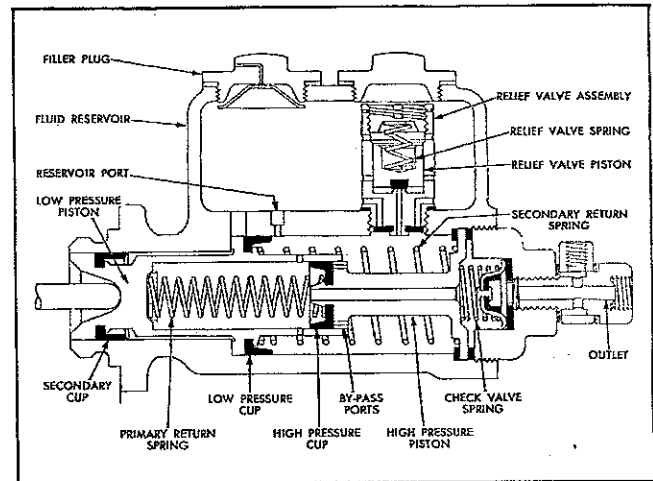 FILLER PLUG
FLUID RESERVOIR
RESERVOIR PORT
LOW PRESSURE
PISTON
RELIEF VALVE ASSEMBLY
RELIEF VALVE SPRING
RELIEF VALVE PISTON
SECONDARY RETURN
SPRING
OUTLET
SECONDARY
CUP
PRIMARY RETURN
SPRING
LOW PRESSURE
CUP
HIGH PRESSURE
CUP
BY-PASS
PORTS
HIGH PRESSURE
PISTON
CHECK VALVE
SPRING